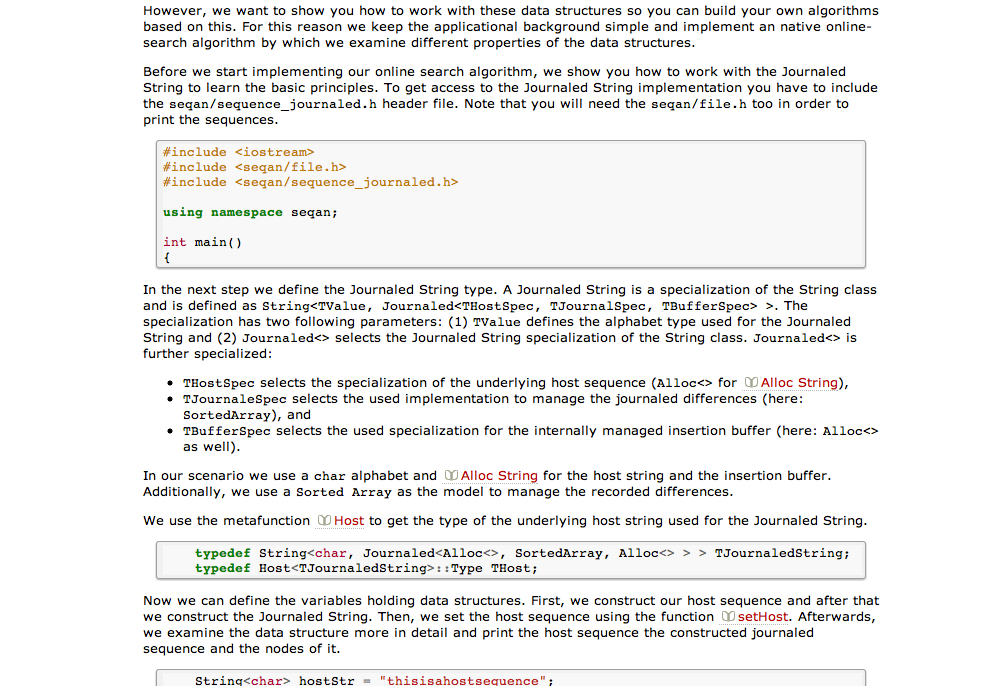 However, we want to show you how to work with these data structures so you can build your own algorithms
based on this. For this reason we keep the applicational background simple and implement an native online-
search algorithm by which we examine different properties of the data structures.
Before we start implementing our online search algorithm, we show you how to work with the Journaled
String to learn the basic principles. To get access to the Journaled String implementation you have to include
the seqan/sequence_journaled.h header file. Note that you will need the seqan/file.h too in order to
print the sequences.
#include <iostream>
#include <seqan/file.h>
#include <seqan/sequence_journaled.h>
using namespace seqan;
int main()
{
In the next step we define the Journaled String type. A Journaled String is a specialization of the String class
and is defined as String<TValue, Journaled<THostSpec, TJournalSpec, TBufferSpec> >. The
specialization has two following parameters: (1) TValue defines the alphabet type used for the Journaled
String and (2) Journaled<> selects the Journaled String specialization of the String class. Journaled<> is
further specialized:
• THostSpec selects the specialization of the underlying host sequence (Alloc<> for Alloc String),
• TJournaleSpec selects the used implementation to manage the journaled differences (here:
SortedArray), and
• TBufferSpec selects the used specialization for the internally managed insertion buffer (here: Alloc<>
as well).
In our scenario we use a char alphabet and Alloc String for the host string and the insertion buffer.
Additionally, we use a Sorted Array as the model to manage the recorded differences.
We use the metafunction Host to get the type of the underlying host string used for the Journaled String.
typedef String<char, Journaled<Alloc<>, SortedArray, Alloc<> > > TJournaledString;
typedef Host<TJournaledString>::Type THost;
Now we can define the variables holding data structures. First, we construct our host sequence and after that
we construct the Journaled String. Then, we set the host sequence using the function setHost. Afterwards,
we examine the data structure more in detail and print the host sequence the constructed journaled
sequence and the nodes of it.
String<char> hostStr = "thisisahostsequence";